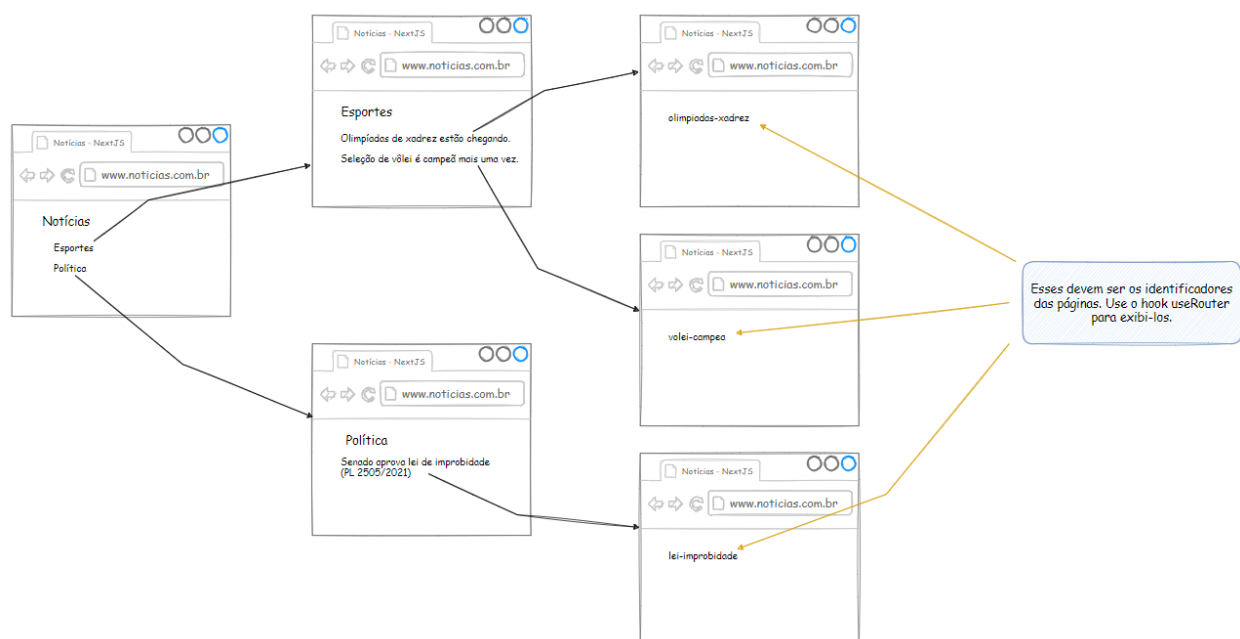 Notícias - NextJS
www.noticias.com.br
Notícias
Esportes
Política
Notícias - NextJS
www.noticias.com.br
Esportes
Olimpíadas de xadrez estão chegando.
Seleção de vôlei é campeã mais uma vez.
Notícias - NextJS
www.noticias.com.br
Política
Senado aprova lei de improbidade
(PL 2505/2021)
Notícias - NextJS
www.noticias.com.br
olimpiadas-xadrez
Notícias - NextJS
www.noticias.com.br
volei-campea
Notícias - NextJS
www.noticias.com.br
lei-improbidade
Esses devem ser os identificadores
das páginas. Use o hook useRouter
para exibi-los.